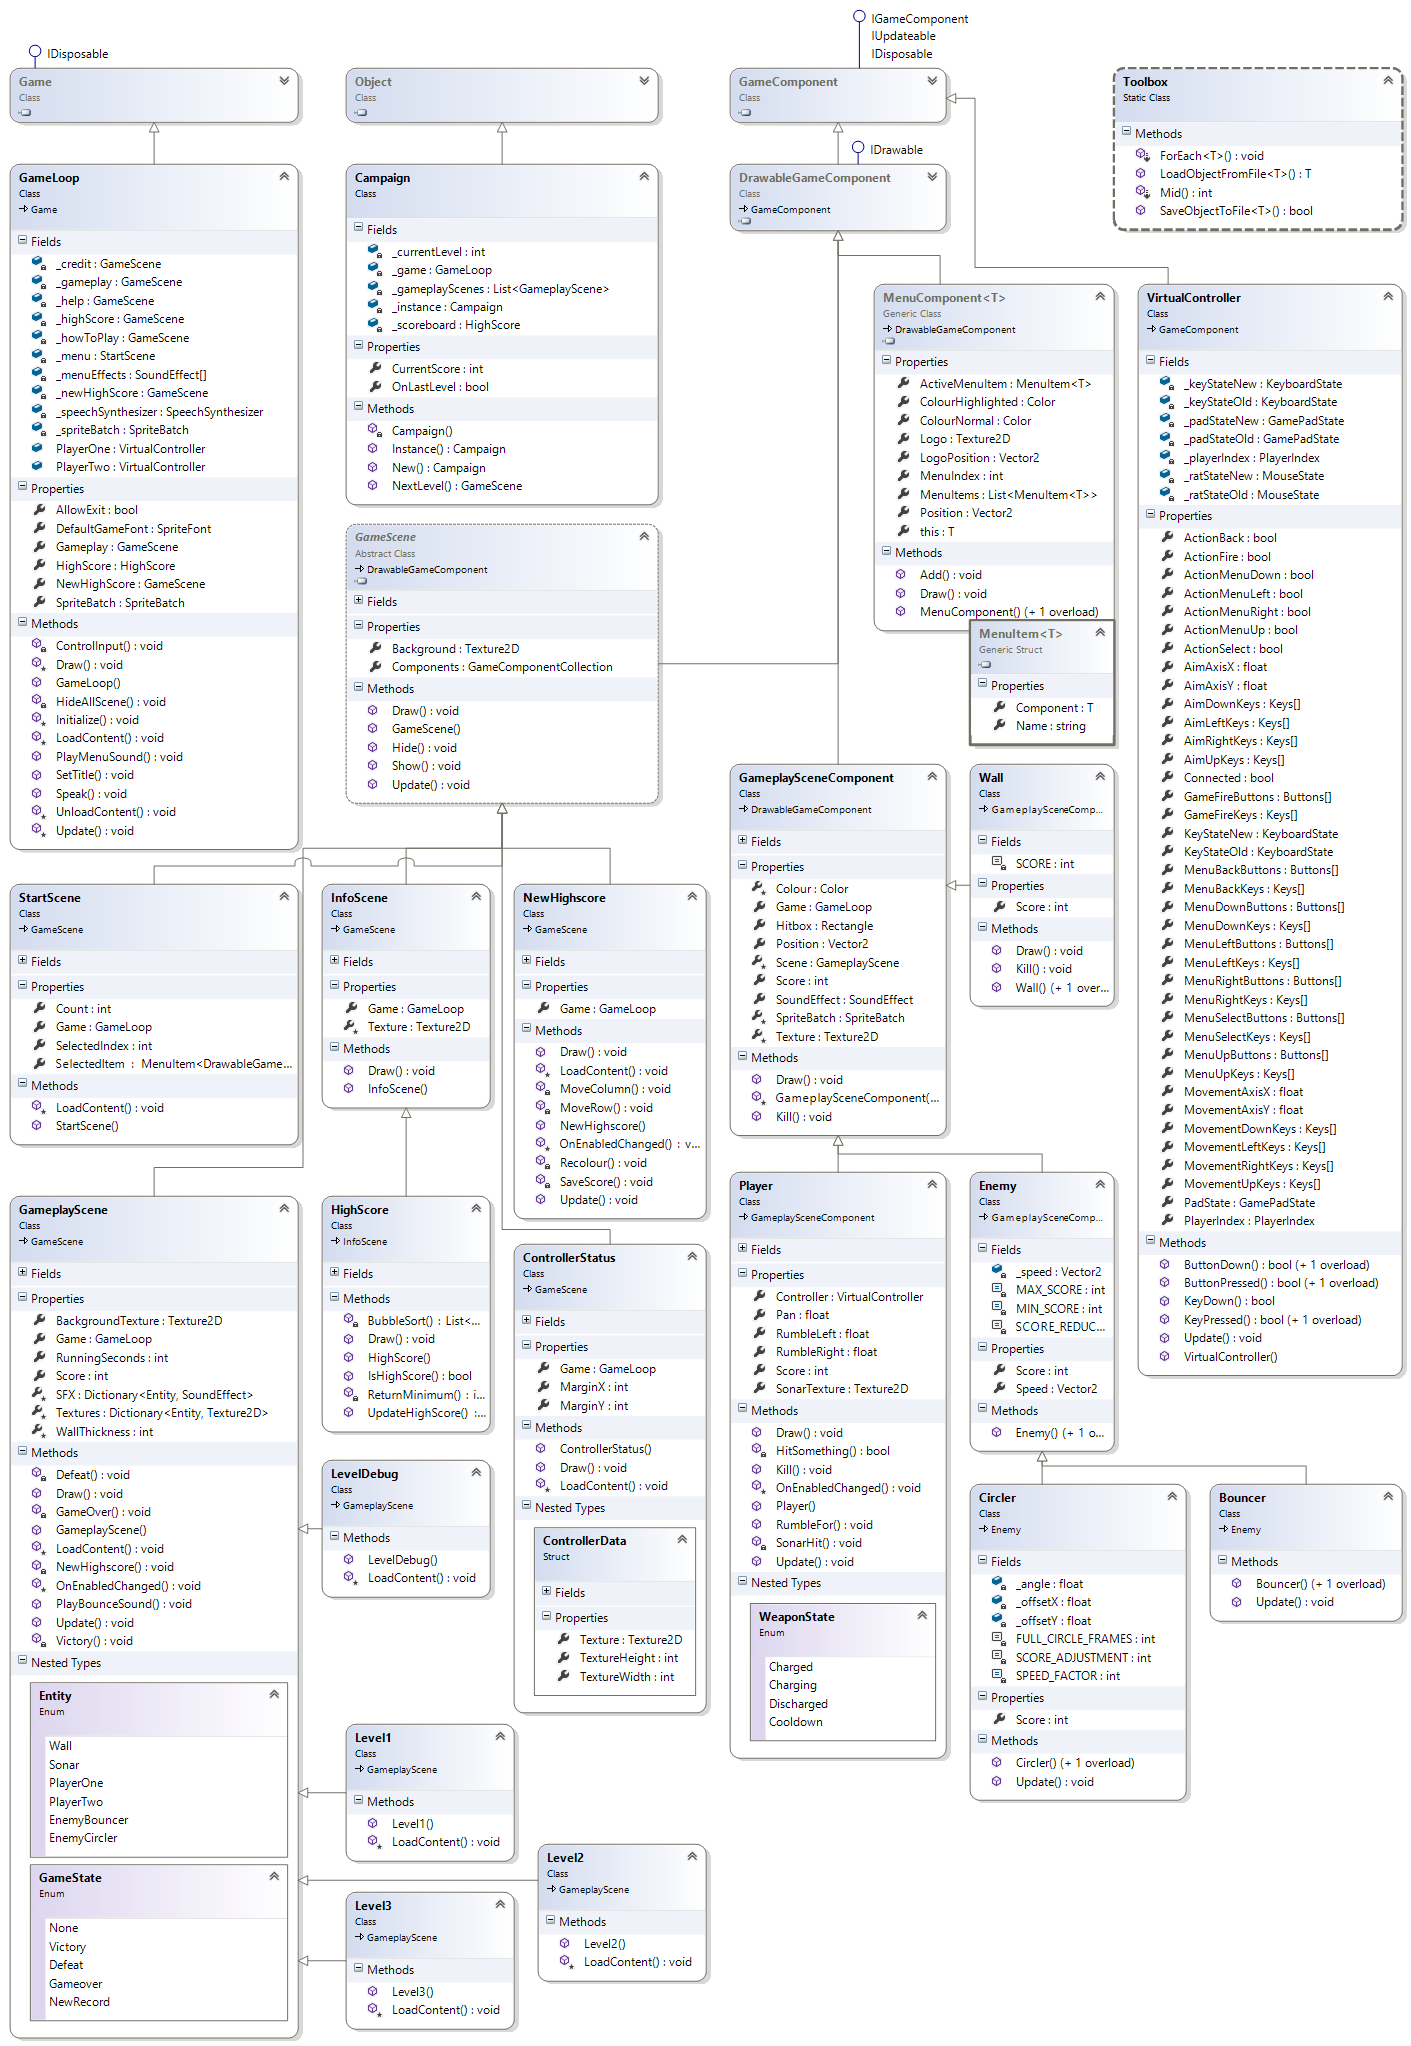 IDisposable
Game
Class
GameLoop
Class
Game
Fields
_credit : GameScene
_gameplay : GameScene
_help : GameScene
_highScore : GameScene
_howToPlay : GameScene
_menu : StartScene
_menuEffects : SoundEffect[]
_newHighScore : GameScene
_speechSynthesizer : SpeechSynthesizer
_spriteBatch : SpriteBatch
PlayerOne : VirtualController
PlayerTwo : VirtualController
Properties
AllowExit : bool
DefaultGameFont : SpriteFont
Gameplay : GameScene
HighScore : HighScore
NewHighScore : GameScene
SpriteBatch : SpriteBatch
Methods
ControlInput() : void
Draw() : void
GameLoop()
HideAllScene() : void
Initialize() : void
LoadContent() : void
PlayMenuSound() : void
SetTitle() : void
Speak() : void
UnloadContent() : void
Update() : void
Object
Class
Campaign
Class
Fields
_currentLevel : int
_game : GameLoop
_gameplayScenes : List<GameplayScene>
_instance : Campaign
_scoreboard : HighScore
Properties
CurrentScore : int
OnLastLevel : bool
Methods
Campaign()
Instance() : Campaign
New() : Campaign
NextLevel() : GameScene
GameScene
Abstract Class
DrawableGameComponent
Fields
Properties
Background : Texture2D
Components : GameComponentCollection
Methods
Draw() : void
GameScene()
Hide() : void
Show() : void
Update() : void
IGameComponent
IUpdateable
IDisposable
GameComponent
Class
IDrawable
DrawableGameComponent
Class
GameComponent
MenuComponent<T>
Generic Class
DrawableGameComponent
Properties
ActiveMenuItem : MenuItem<T>
ColourHighlighted : Color
ColourNormal : Color
Logo : Texture2D
LogoPosition : Vector2
MenuIndex : int
MenuItems : List<MenuItem<T>>
Position : Vector2
this : T
Methods
Add() : void
Draw() : void
MenuComponent() (+ 1 overload)
MenuItem<T>
Generic Struct
Properties
Component : T
Name : string
Toolbox
Static Class
Methods
ForEach<T>() : void
LoadObjectFromFile<T>() : T
Mid() : int
SaveObjectToFile<T>() : bool
VirtualController
Class
GameComponent
Fields
_keyStateNew : KeyboardState
_keyStateOld : KeyboardState
_padStateNew : GamePadState
_padStateOld : GamePadState
_playerIndex : PlayerIndex
_ratStateNew : MouseState
_ratStateOld : MouseState
Properties
ActionBack : bool
ActionFire : bool
ActionMenuDown : bool
ActionMenuLeft : bool
ActionMenuRight : bool
ActionMenuUp : bool
ActionSelect : bool
AimAxisX : float
AimAxisY : float
AimDownKeys : Keys[]
AimLeftKeys : Keys[]
AimRightKeys : Keys[]
AimUpKeys : Keys[]
Connected : bool
GameFireButtons : Buttons[]
GameFireKeys : Keys[]
KeyStateNew : KeyboardState
KeyStateOld : KeyboardState
MenuBackButtons : Buttons[]
MenuBackKeys : Keys[]
MenuDownButtons : Buttons[]
MenuDownKeys : Keys[]
MenuLeftButtons : Buttons[]
MenuLeftKeys : Keys[]
MenuRightButtons : Buttons[]
MenuRightKeys : Keys[]
MenuSelectButtons : Buttons[]
MenuSelectKeys : Keys[]
MenuUpButtons : Buttons[]
MenuUpKeys : Keys[]
MovementAxisX : float
MovementAxisY : float
MovementDownKeys : Keys[]
MovementLeftKeys : Keys[]
MovementRightKeys : Keys[]
MovementUpKeys : Keys[]
PadState : GamePadState
PlayerIndex : PlayerIndex
Methods
ButtonDown() : bool (+ 1 overload)
ButtonPressed() : bool (+ 1 overload)
KeyDown() : bool
KeyPressed() : bool (+ 1 overload)
Update() : void
VirtualController()
StartScene
Class
GameScene
Fields
Properties
Count : int
Game : GameLoop
SelectedIndex : int
SelectedItem : MenuItem<DrawableGame...
Methods
LoadContent() : void
StartScene()
InfoScene
Class
GameScene
Fields
Properties
Game : GameLoop
Texture : Texture2D
Methods
Draw() : void
InfoScene()
NewHighscore
Class
GameScene
Fields
Properties
Game : GameLoop
Methods
Draw() : void
LoadContent() : void
MoveColumn() : void
MoveRow() : void
NewHighscore()
OnEnabledChanged() : v...
Recolour() : void
SaveScore() : void
Update() : void
GameplaySceneComponent
Class
DrawableGameComponent
Fields
Properties
Colour : Color
Game : GameLoop
Hitbox : Rectangle
Position : Vector2
Scene : GameplayScene
Score : int
SoundEffect : SoundEffect
SpriteBatch : SpriteBatch
Texture : Texture2D
Methods
Draw() : void
GameplaySceneComponent(...
Kill() : void
Wall
Class
GameplaySceneComp...
Fields
SCORE : int
Properties
Score : int
Methods
Draw() : void
Kill() : void
Wall() (+ 1 over...
GameplayScene
Class
GameScene
Fields
Properties
BackgroundTexture : Texture2D
Game : GameLoop
RunningSeconds : int
Score : int
SFX : Dictionary<Entity, SoundEffect>
Textures : Dictionary<Entity, Texture2D>
WallThickness : int
Methods
Defeat() : void
Draw() : void
GameOver() : void
GameplayScene()
LoadContent() : void
NewHighscore() : void
OnEnabledChanged() : void
PlayBounceSound() : void
Update() : void
Victory() : void
Nested Types
Entity
Enum
Wall
Sonar
PlayerOne
PlayerTwo
EnemyBouncer
EnemyCircler
GameState
Enum
None
Victory
Defeat
Gameover
NewRecord
HighScore
Class
InfoScene
Fields
Methods
BubbleSort() : List<...
Draw() : void
HighScore()
IsHighScore() : bool
ReturnMinimum() : i...
UpdateHighScore() :...
LevelDebug
Class
GameplayScene
Methods
LevelDebug()
LoadContent() : void
ControllerStatus
Class
GameScene
Fields
Properties
Game : GameLoop
MarginX : int
MarginY : int
Methods
ControllerStatus()
Draw() : void
LoadContent() : void
Nested Types
ControllerData
Struct
Fields
Properties
Texture : Texture2D
TextureHeight : int
TextureWidth : int
Level1
Class
GameplayScene
Methods
Level1()
LoadContent() : void
Level2
Class
GameplayScene
Methods
Level2()
LoadContent() : void
Level3
Class
GameplayScene
Methods
Level3()
LoadContent() : void
Player
Class
GameplaySceneComponent
Fields
Properties
Controller : VirtualController
Pan : float
RumbleLeft : float
RumbleRight : float
Score : int
SonarTexture : Texture2D
Methods
Draw() : void
HitSomething() : bool
Kill() : void
OnEnabledChanged() : void
Player()
RumbleFor() : void
SonarHit() : void
Update() : void
Nested Types
WeaponState
Enum
Charged
Charging
Discharged
Cooldown
Enemy
Class
GameplaySceneComp...
Fields
_speed : Vector2
MAX_SCORE : int
MIN_SCORE : int
SCORE_REDUC...
Properties
Score : int
Speed : Vector2
Methods
Enemy() (+ 1 o...
Circler
Class
Enemy
Fields
_angle : float
_offsetX : float
_offsetY : float
FULL_CIRCLE_FRAMES : int
SCORE_ADJUSTMENT : int
SPEED_FACTOR : int
Properties
Score : int
Methods
Circler() (+ 1 overload)
Update() : void
Bouncer
Class
Enemy
Methods
Bouncer() (+ 1 overload)
Update() : void